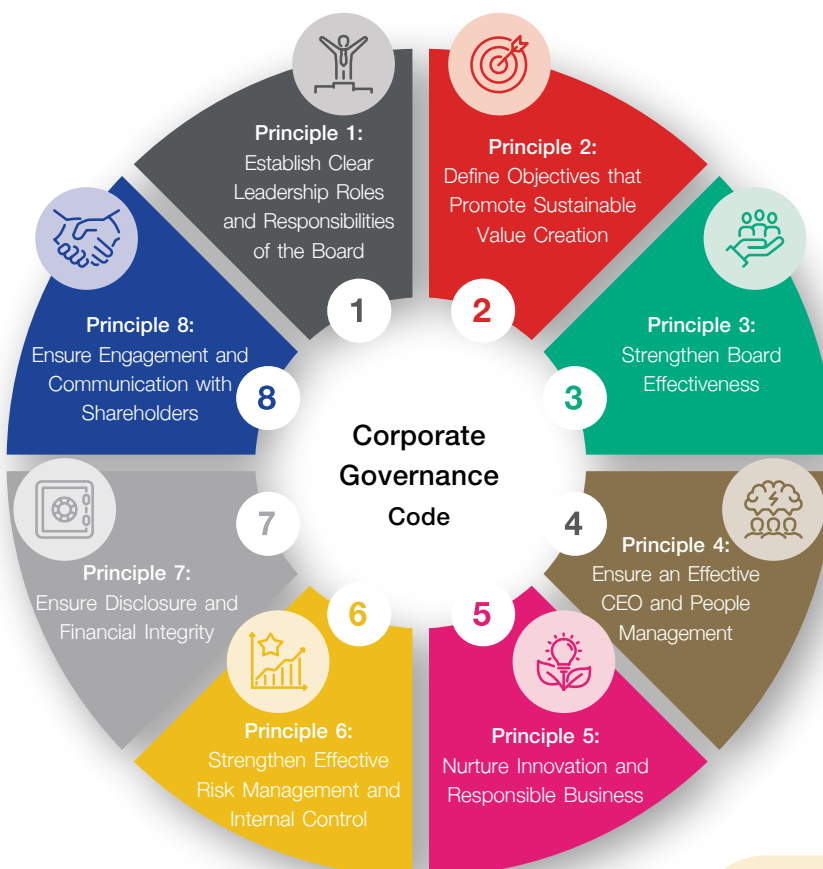 Principle 1:
Establish Clear
Leadership Roles
and Responsibilities
of the Board
1
Principle 2:
Define Objectives that
Promote Sustainable
Value Creation
2
Principle 3:
Strengthen Board
Effectiveness
3
Principle 4:
Ensure an Effective
CEO and People
Management
4
Principle 5:
Nurture Innovation and
Responsible Business
5
Principle 6:
Strengthen Effective
Risk Management and
Internal Control
6
Principle 7:
Ensure Disclosure and
Financial Integrity
7
Principle 8:
Ensure Engagement and
Communication with
Shareholders
8
Corporate
Governance
Code